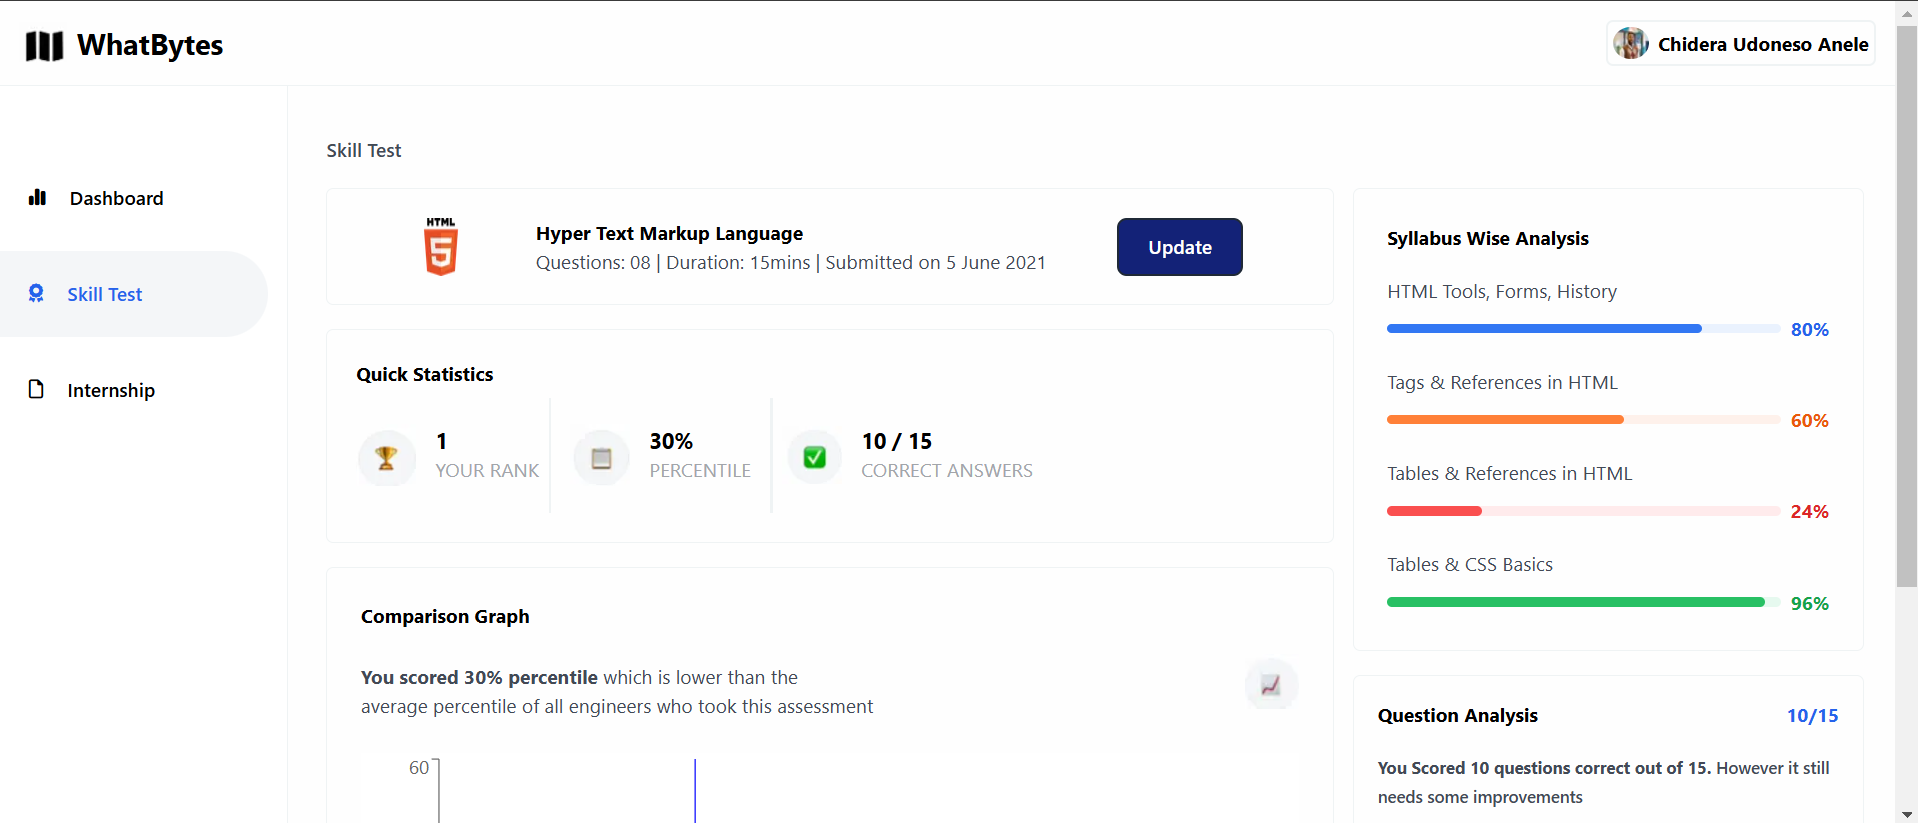 WhatBytes
Chidera Udoneso Anele
Dashboard
Skill Test
Internship
Skill Test
HTML
5
Hyper Text Markup Language
Questions: 08 | Duration: 15mins | Submitted on 5 June 2021
Update
Quick Statistics
1
YOUR RANK
30%
PERCENTILE
10 / 15
CORRECT ANSWERS
Comparison Graph
You scored 30% percentile which is lower than the
average percentile of all engineers who took this assessment
60
Syllabus Wise Analysis
HTML Tools, Forms, History
80%
Tags & References in HTML
60%
Tables & References in HTML
24%
Tables & CSS Basics
96%
Question Analysis
10/15
You Scored 10 questions correct out of 15. However it still
needs some improvements